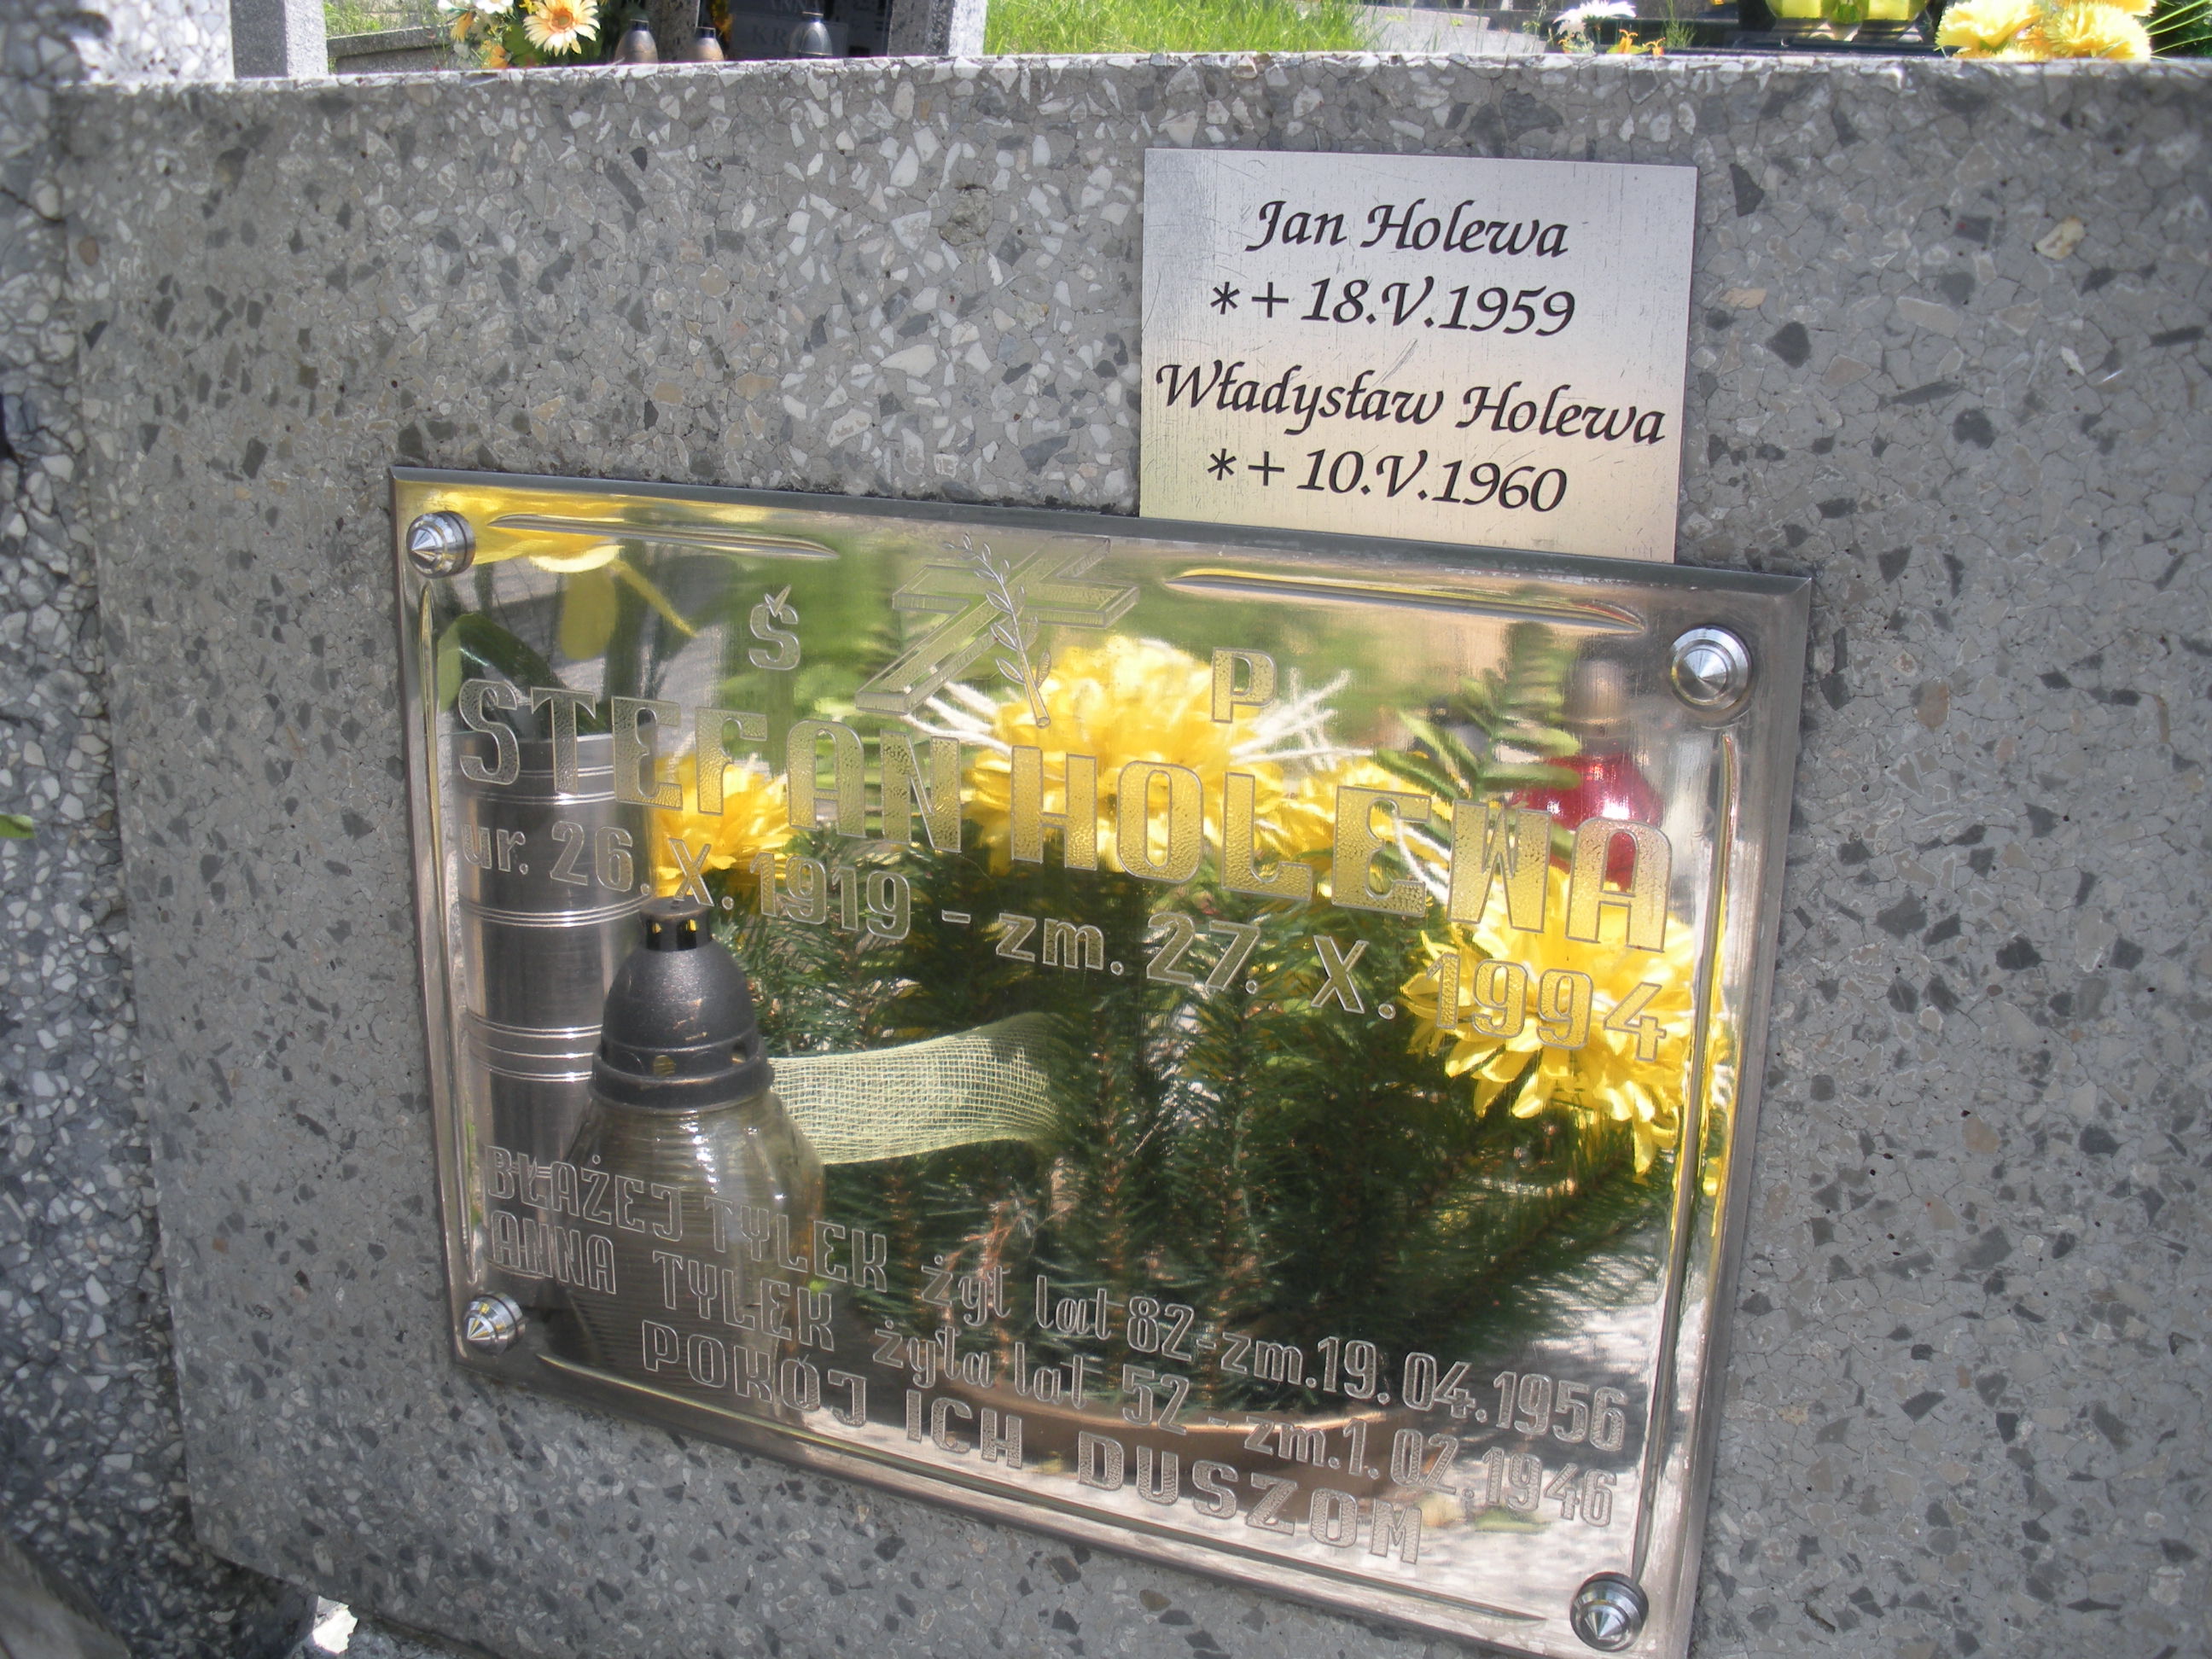 Jan Holewa
*+ 18.V.1959
Władysław Holewa
*+ 10.V.1960
Ś P
STEFAN HOLEWA
ur. 26. X. 1919 - zm. 27. X. 1994
BŁAŻEJ TYLEK żył lat 82 - zm. 19. 04. 1956
ANNA TYLEK żyła lat 52 - zm. 1. 02. 1946
POKÓJ ICH DUSZOM